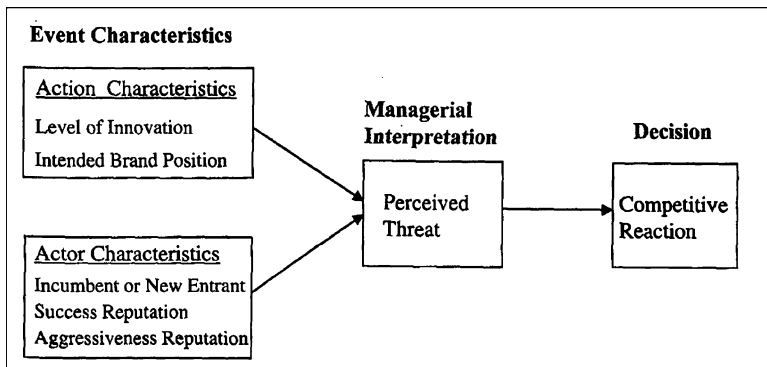 Event Characteristics
Action Characteristics
Level of Innovation
Intended Brand Position
Actor Characteristics
Incumbent or New Entrant
Success Reputation
Aggressiveness Reputation
Managerial
Interpretation
Perceived
Threat
Decision
Competitive
Reaction